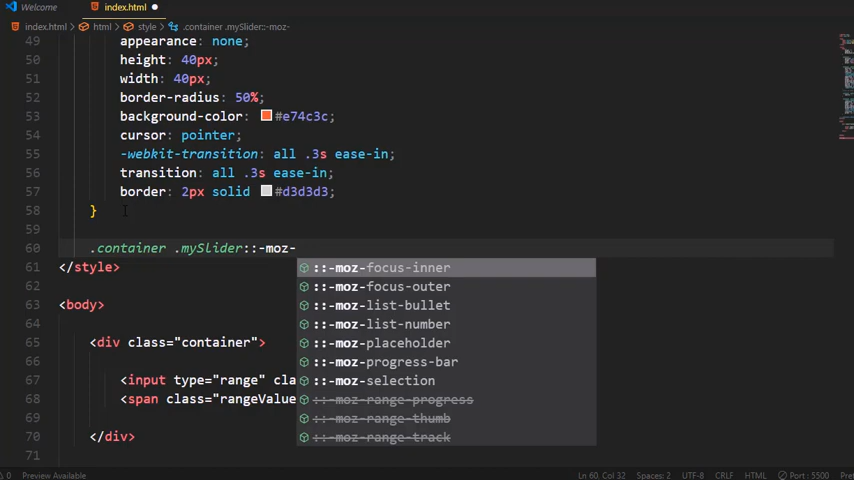 Welcome index.html
index.html > html > style > .container .mySlider::-moz-
49 appearance: none;
50 height: 40px;
51 width: 40px;
52 border-radius: 50%;
53 background-color: #e74c3c;
54 cursor: pointer;
55 -webkit-transition: all .3s ease-in;
56 transition: all .3s ease-in;
57 border: 2px solid #d3d3d3;
58 }
59
60 .container .mySlider::-moz-
61 </style> ::-moz-focus-inner
62 ::-moz-focus-outer
63 <body> ::-moz-list-bullet
64 ::-moz-list-number
65 <div class="container"> ::-moz-placeholder
66 ::-moz-progress-bar
67 <input type="range" cla ::-moz-selection
68 <span class="rangeValue ::-moz-range-progress
69 ::-moz-range-thumb
70 </div> ::-moz-range-track
71
0 Preview Available Ln 60, Col 32 Spaces: 2 UTF-8 CRLF HTML Port : 5500 Pret